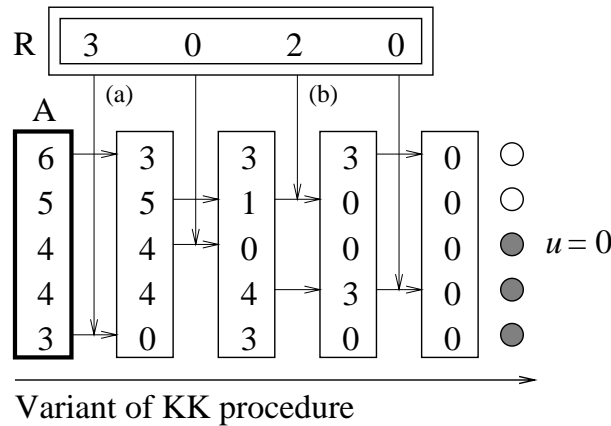 R 3 0 2 0
(a) (b)
A
6 3 3 3 0
5 5 1 0 0
4 4 0 0 0 u = 0
4 4 4 3 0
3 0 3 0 0
Variant of KK procedure